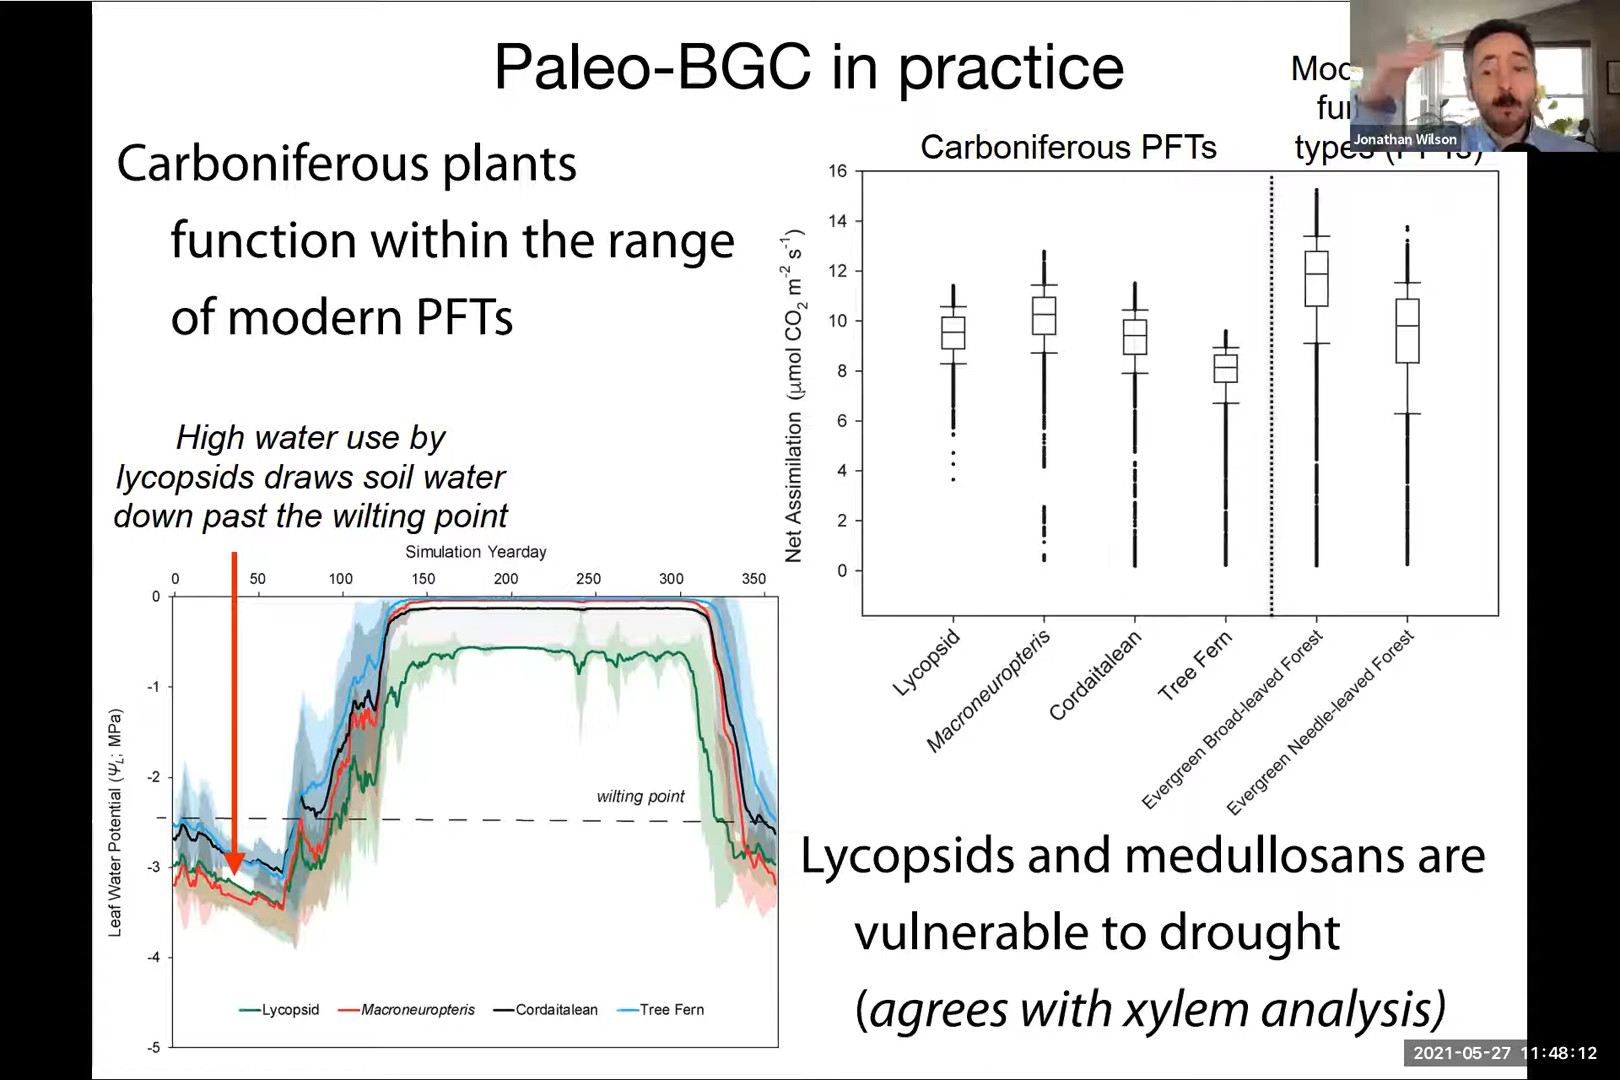 Paleo-BGC in practice
Jonathan Wilson
Carboniferous plants
function within the range
of modern PFTs
High water use by
lycopsids draws soil water
down past the wilting point
Simulation Yearday
0 50 100 150 200 250 300 350
0
-1
-2
-3
-4
-5
Leaf Water Potential (ΨL; MPa)
wilting point
Lycopsid Macroneuropteris Cordaitalean Tree Fern
Carboniferous PFTs
types (PFTs)
16
14
12
10
8
6
4
2
0
Net Assimilation (μmol CO2 m-2 s-1)
Lycopsid
Macroneuropteris
Cordaitalean
Tree Fern
Evergreen Broad-leaved Forest
Evergreen Needle-leaved Forest
Lycopsids and medullosans are
vulnerable to drought
(agrees with xylem analysis)
2021-05-27 11:48:12